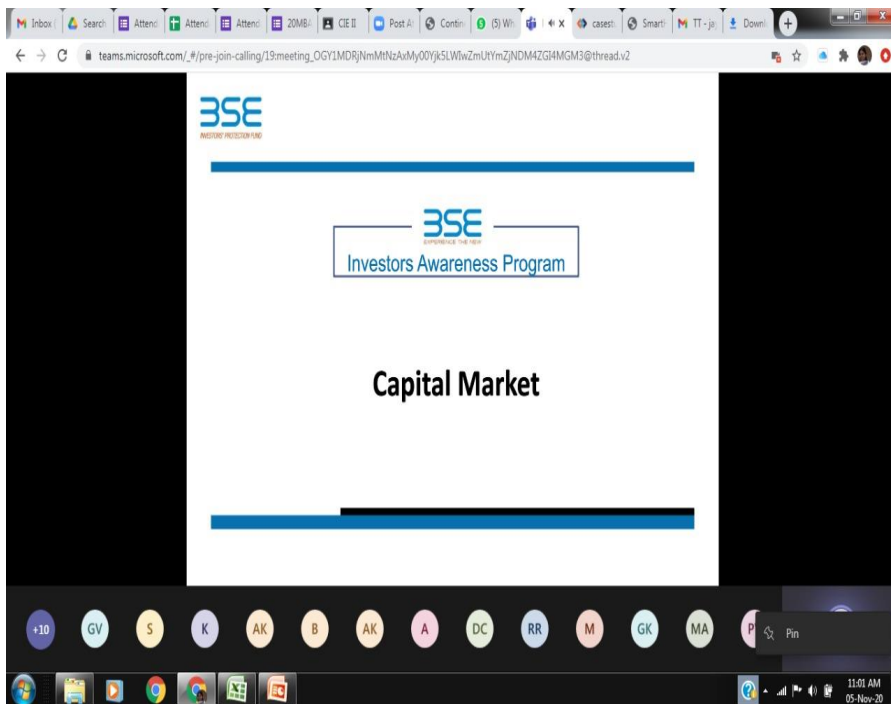 Inbox (
Search
Attend
Attend
Attend
20MBA
CIE II
Post A
Contin
(5) Wh
casest
Smart
TT - ja
Downl
teams.microsoft.com/_#/pre-join-calling/19:meeting_OGY1MDRjNmMtNzAxMy00Yjk5LWIwZmUtYmZjNDM4ZGI4MGM3@thread.v2
BSE
INVESTORS' PROTECTION FUND
BSE
EXPERIENCE THE NEW
Investors Awareness Program
Capital Market
+10
GV
S
K
AK
B
AK
A
DC
RR
M
GK
MA
P
Pin
11:01 AM
05-Nov-20